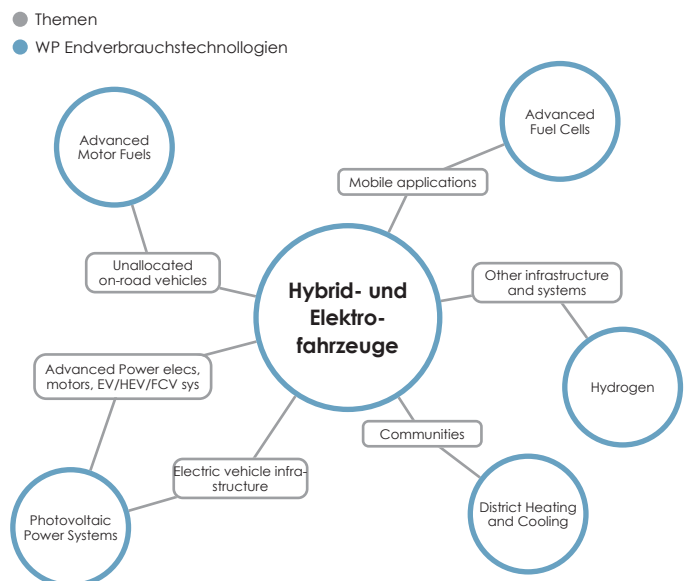 Themen
WP Endverbrauchstechnollogien
Advanced
Motor Fuels
Advanced
Fuel Cells
Mobile applications
Unallocated
on-road vehicles
Hybrid- und
Elektro-
fahrzeuge
Other infrastructure
and systems
Advanced Power elecs,
motors, EV/HEV/FCV sys
Hydrogen
Communities
Electric vehicle infra-
structure
Photovoltaic
Power Systems
District Heating
and Cooling